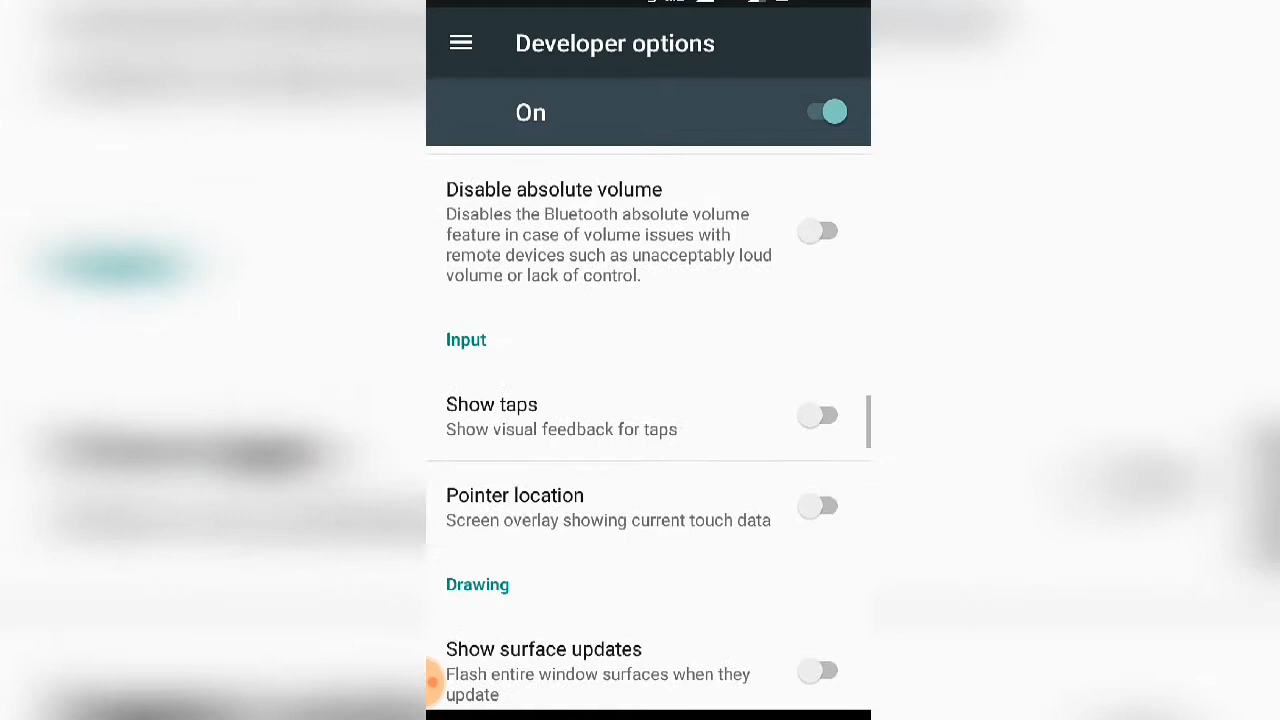 Developer options
On
Disable absolute volume
Disables the Bluetooth absolute volume
feature in case of volume issues with
remote devices such as unacceptably loud
volume or lack of control.
Input
Show taps
Show visual feedback for taps
Pointer location
Screen overlay showing current touch data
Drawing
Show surface updates
Flash entire window surfaces when they
update